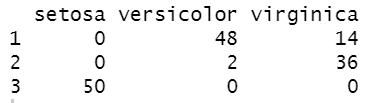 setosa versicolor virginica
1 0 48 14
2 0 2 36
3 50 0 0